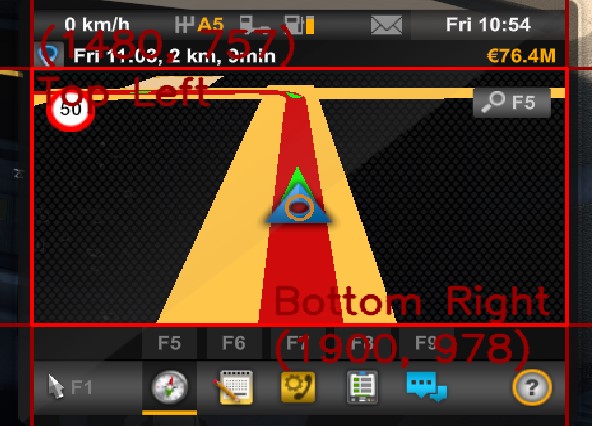 0 km/h A5 Fri 10:54
(1480, 757)
Fri 11:03, 2 km, 9min €76.4M
Top Left
50
F5
Bottom Right
F5 F6 F7 F8 F9
(1900, 978)
F1
?